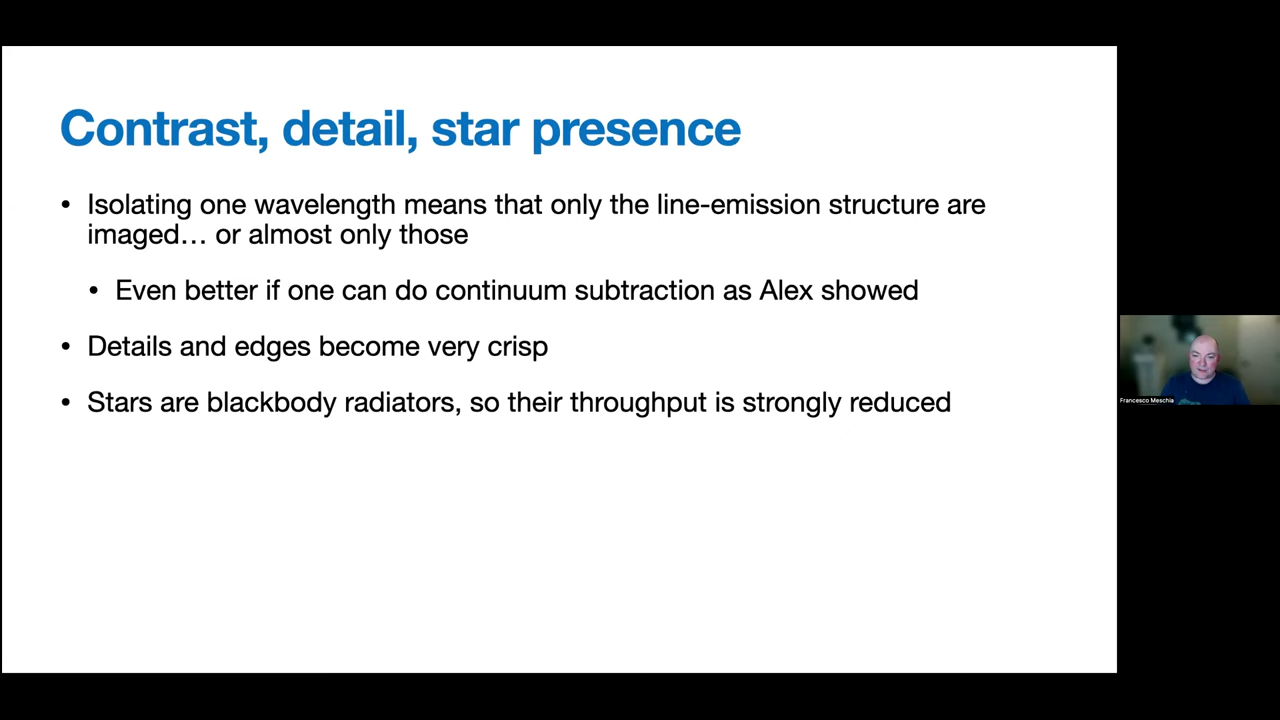 Contrast, detail, star presence
• Isolating one wavelength means that only the line-emission structure are
imaged… or almost only those
• Even better if one can do continuum subtraction as Alex showed
• Details and edges become very crisp
• Stars are blackbody radiators, so their throughput is strongly reduced
Francesco Meschia